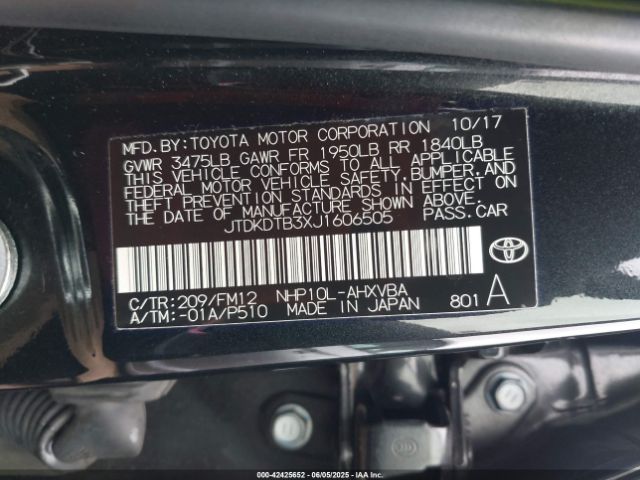 MFD.BY:TOYOTA MOTOR CORPORATION 10/17
GVWR 3475LB GAWR FR 1950LB RR 1840LB
THIS VEHICLE CONFORMS TO ALL APPLICABLE
FEDERAL MOTOR VEHICLE SAFETY,BUMPER,AND
THEFT PREVENTION STANDARDS IN EFFECT ON
THE DATE OF MANUFACTURE SHOWN ABOVE.
JTDKDTB3XJ1606505 PASS.CAR
C/TR:209/FM12 NHP10L-AHXVBA
A/TM:-01A/P510 MADE IN JAPAN 801 A
000-42425652 - 06/05/2025 - IAA Inc.